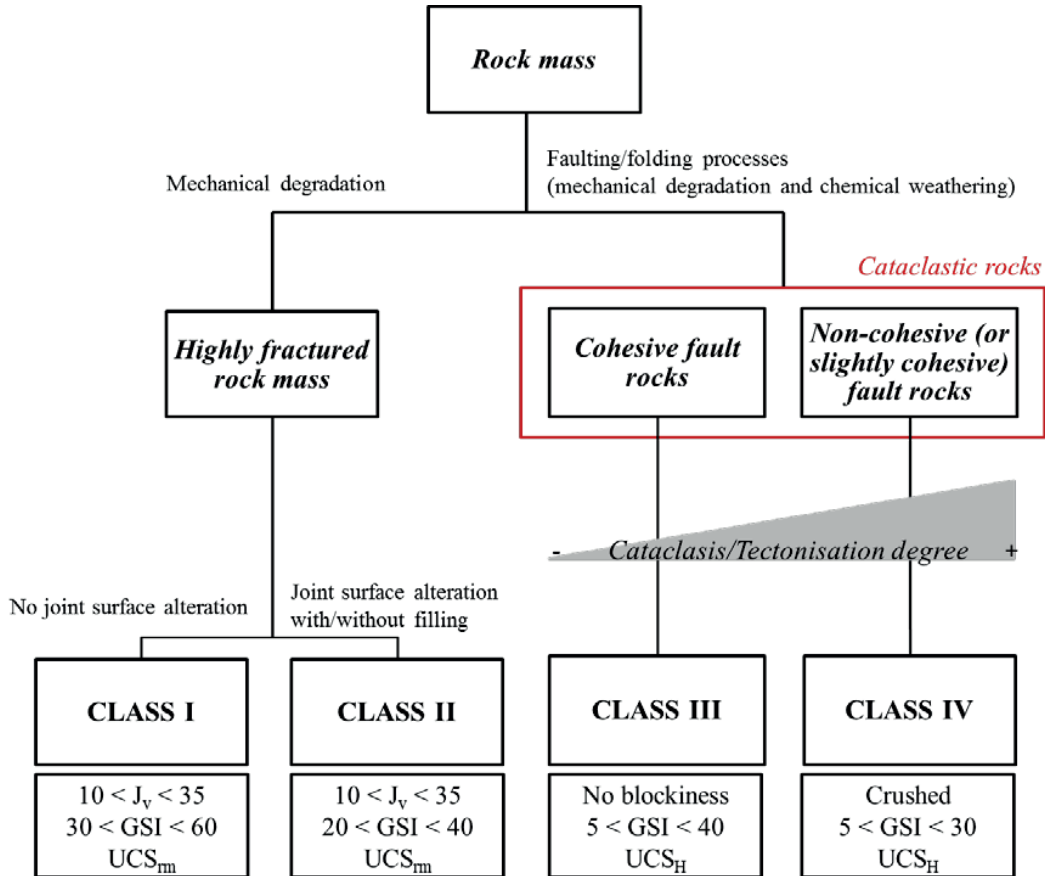 Rock mass
Mechanical degradation
Faulting/folding processes
(mechanical degradation and chemical weathering)
Cataclastic rocks
Highly fractured
rock mass
Cohesive fault
rocks
Non-cohesive (or
slightly cohesive)
fault rocks
- Cataclasis/Tectonisation degree +
No joint surface alteration
Joint surface alteration
with/without filling
CLASS I
CLASS II
CLASS III
CLASS IV
10 < Jv < 35
30 < GSI < 60
UCSrm
10 < Jv < 35
20 < GSI < 40
UCSrm
No blockiness
5 < GSI < 40
UCSH
Crushed
5 < GSI < 30
UCSH